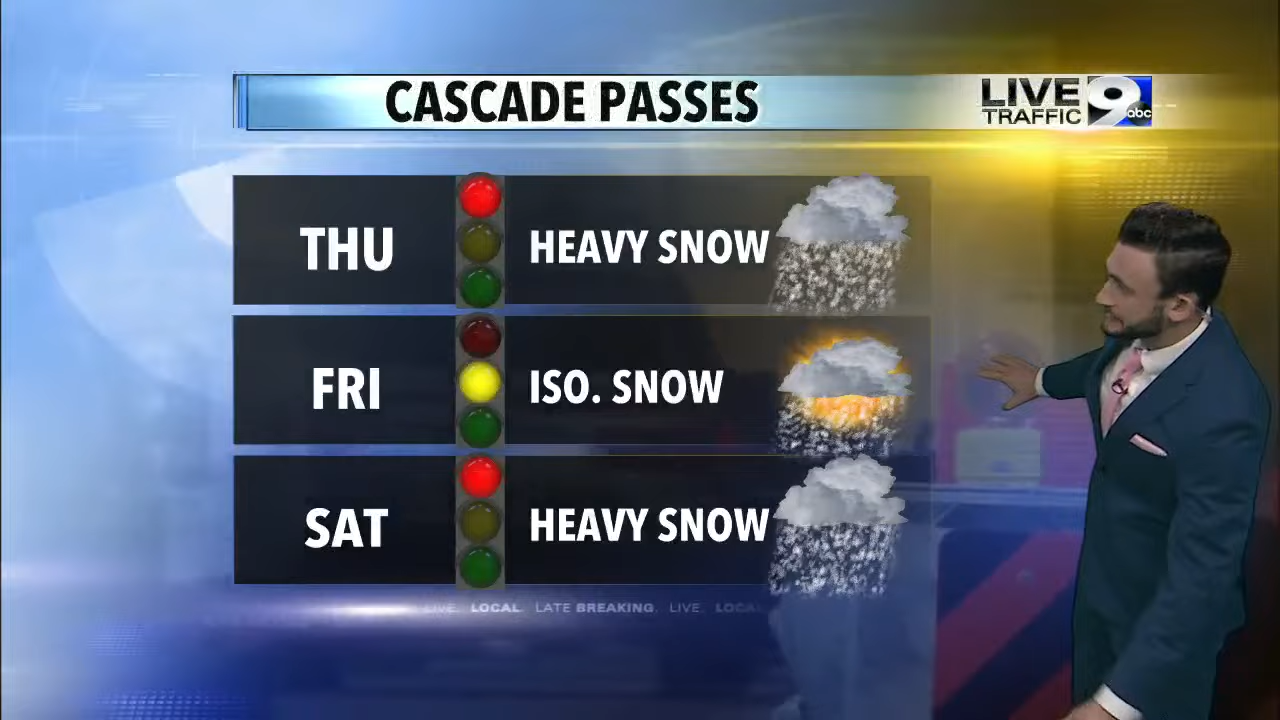 CASCADE PASSES
LIVE 9
TRAFFIC abc
THU HEAVY SNOW
FRI ISO. SNOW
SAT HEAVY SNOW
LIVE. LOCAL. LATE BREAKING. LIVE. LOCAL